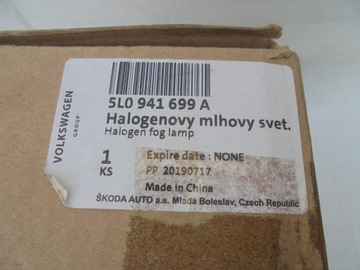 VOLKSWAGEN
GROUP
5L0 941 699 A
Halogenovy mlhovy svet.
Halogen fog lamp
1
KS
Expire date : NONE
PP 20190717
Made in China
ŠKODA AUTO a.s. Mladá Boleslav, Czech Republic